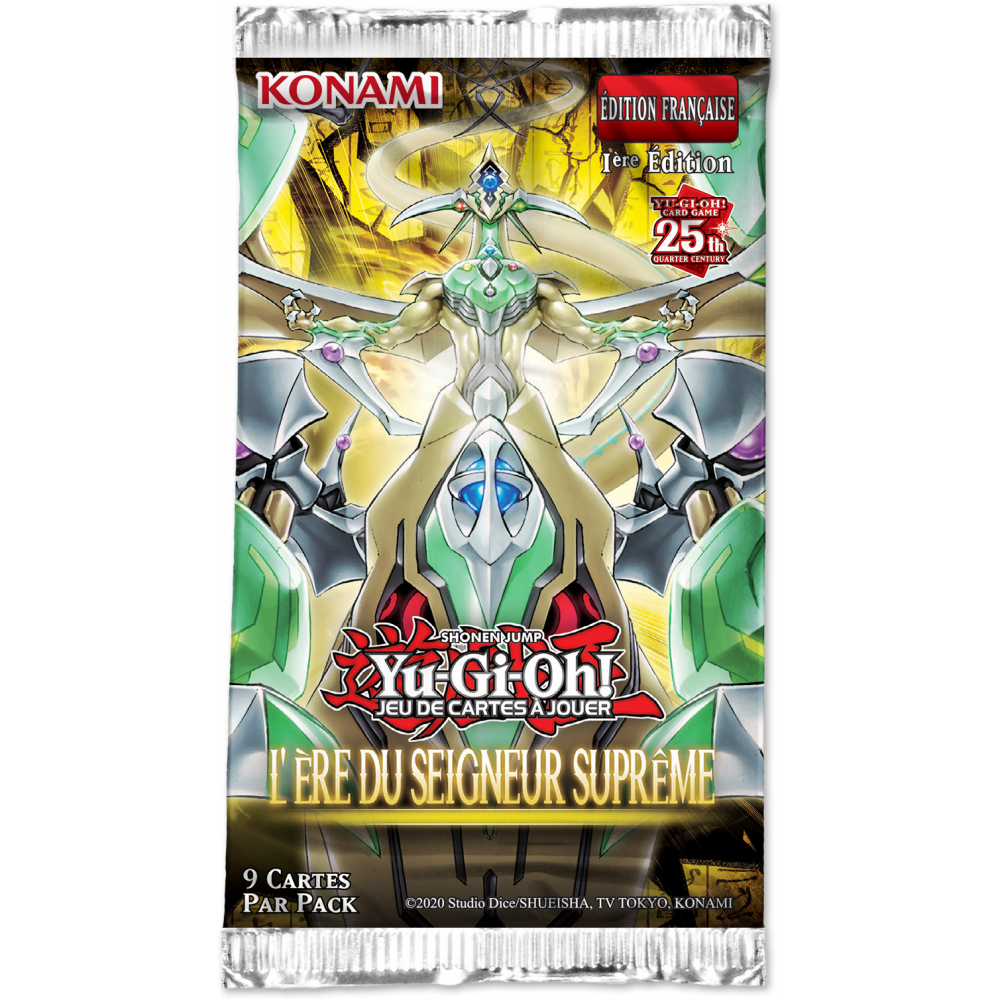 KONAMI
ÉDITION FRANÇAISE
1ère Édition
YU-GI-OH!
CARD GAME
25th
QUARTER CENTURY
SHONEN JUMP
Yu-Gi-Oh!
JEU DE CARTES À JOUER
L'ÈRE DU SEIGNEUR SUPRÊME
9 CARTES
PAR PACK
©2020 Studio Dice/SHUEISHA, TV TOKYO, KONAMI